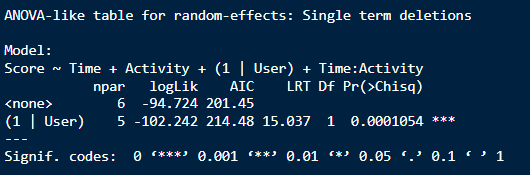 ANOVA-like table for random-effects: Single term deletions
Model:
Score ~ Time + Activity + (1 | User) + Time:Activity
npar logLik AIC LRT Df Pr(>Chisq)
<none> 6 -94.724 201.45
(1 | User) 5 -102.242 214.48 15.037 1 0.0001054 ***
---
Signif. codes: 0 ‘***’ 0.001 ‘**’ 0.01 ‘*’ 0.05 ‘.’ 0.1 ‘ ’ 1